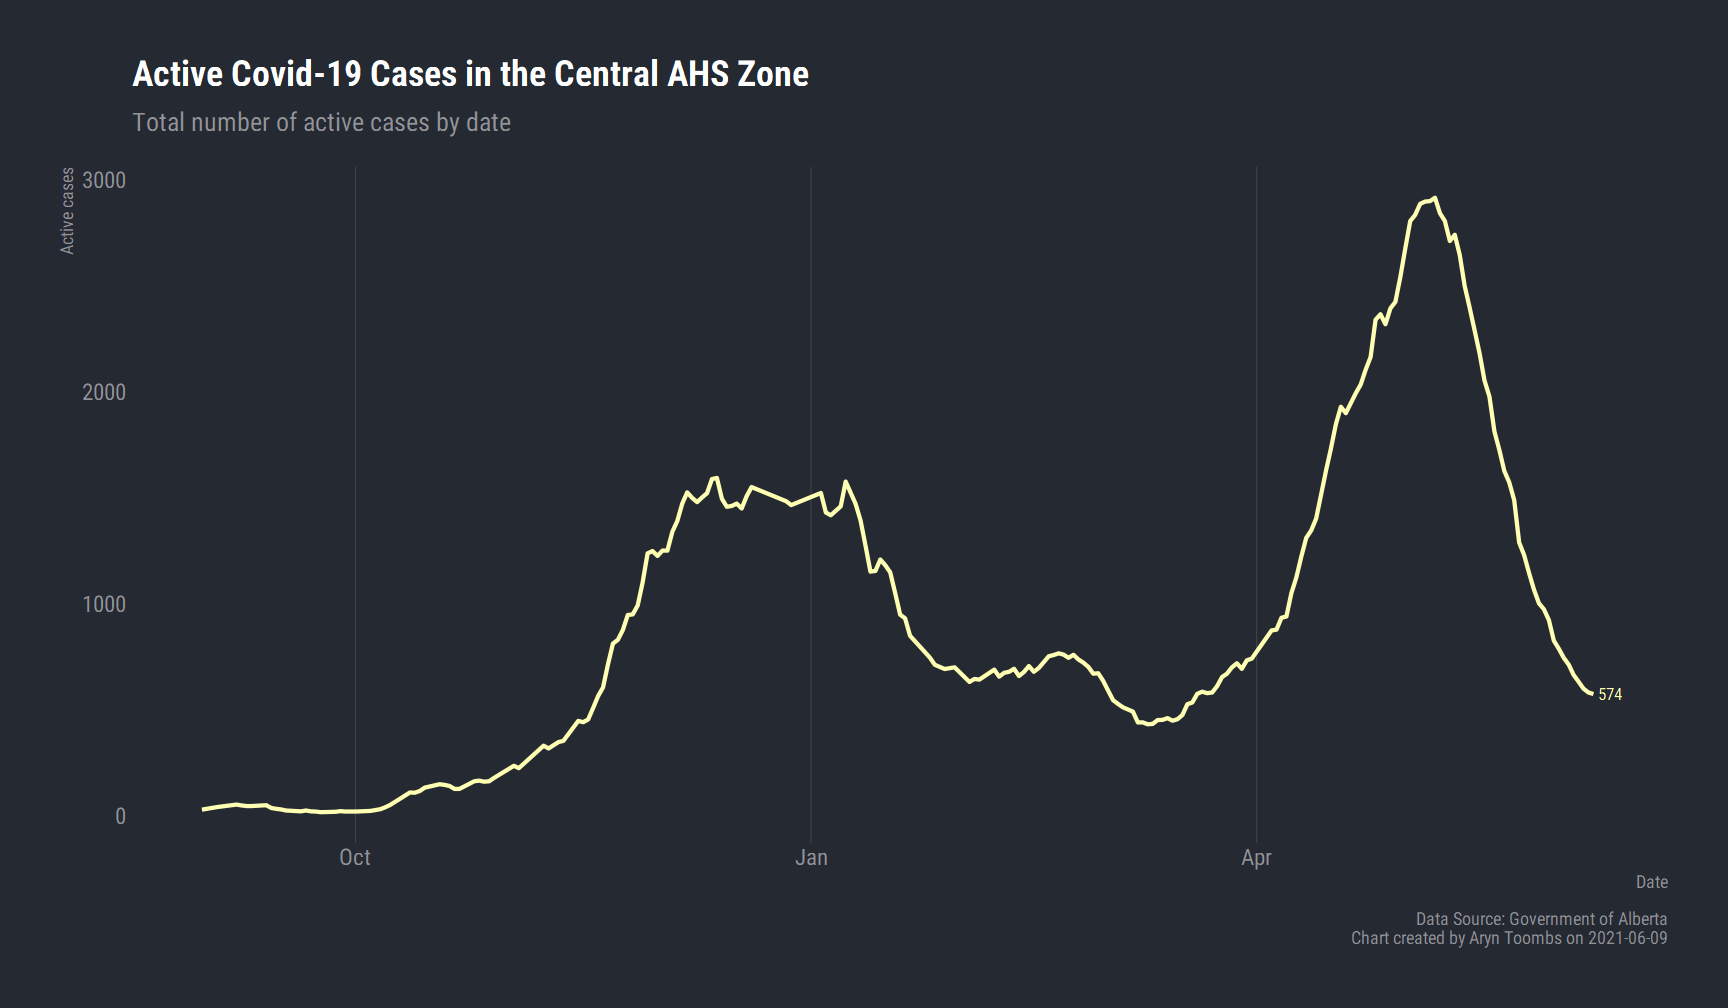 Active Covid-19 Cases in the Central AHS Zone
Total number of active cases by date
Active cases
3000
2000
1000
0
574
Oct
Jan
Apr
Date
Data Source: Government of Alberta
Chart created by Aryn Toombs on 2021-06-09